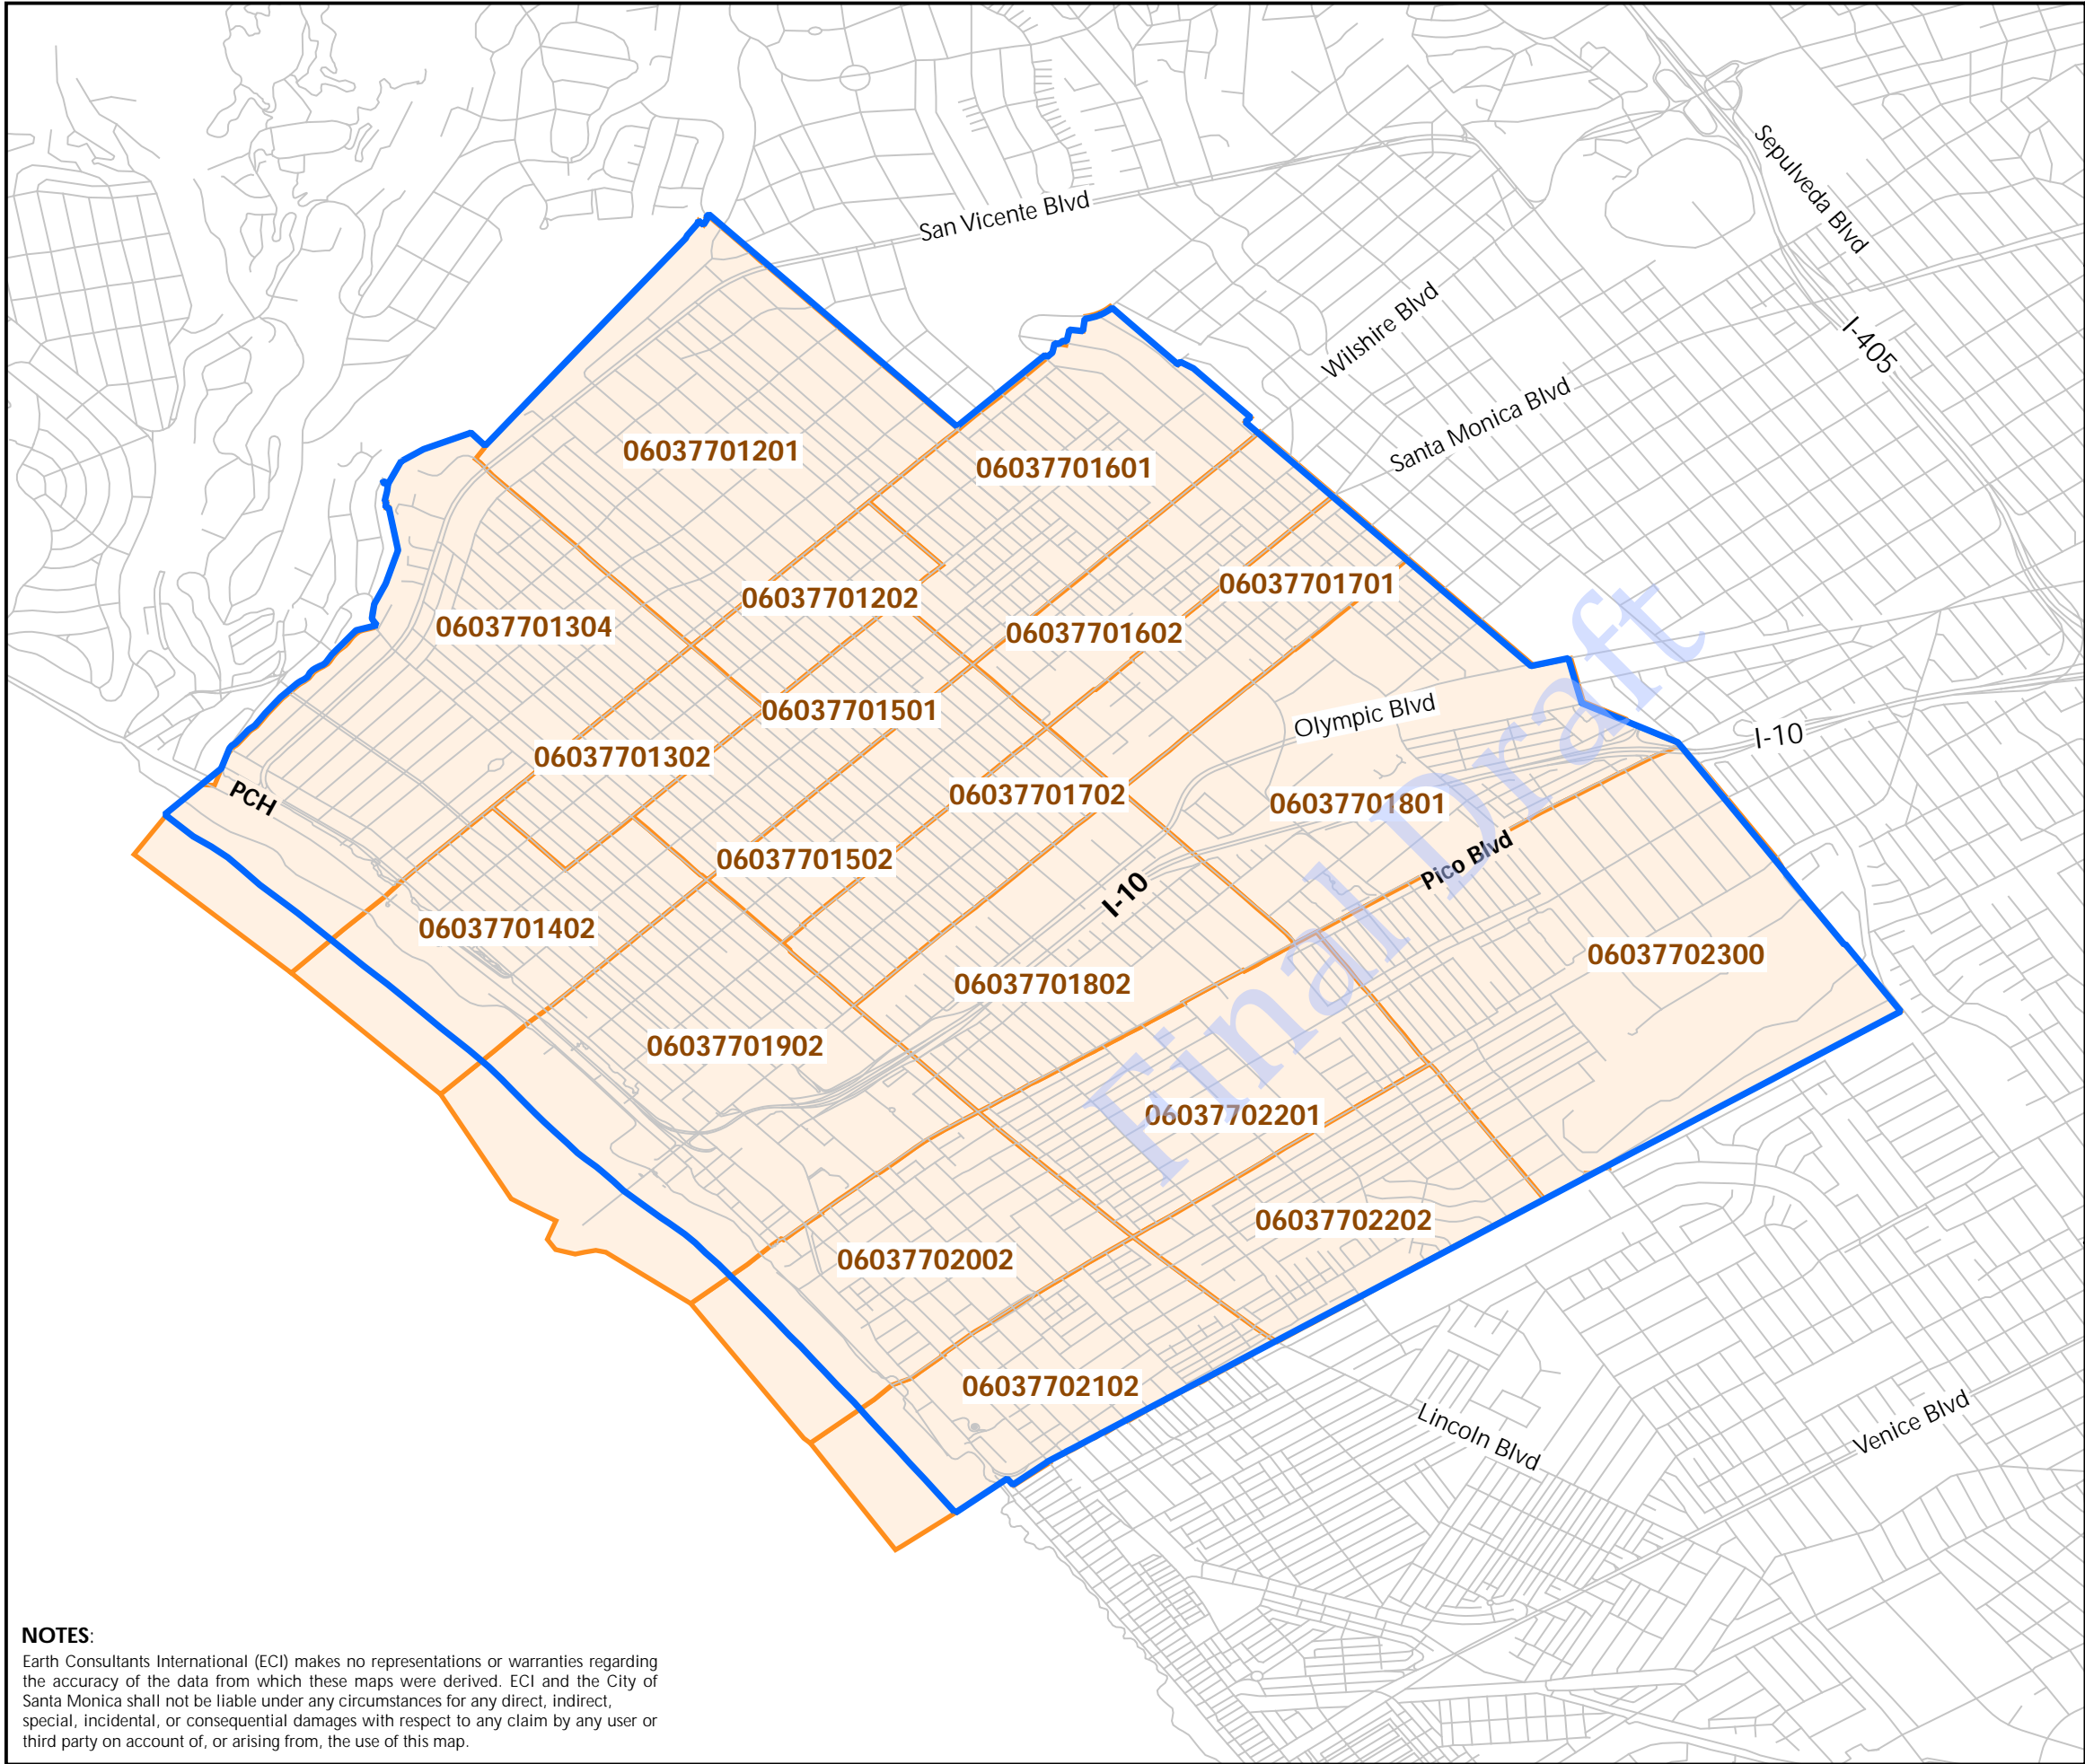 Sepulveda Blvd
San Vicente Blvd
Wilshire Blvd
I-405
Santa Monica Blvd
06037701201
06037701601
06037701701
06037701202
06037701304
06037701602
06037701501
Olympic Blvd
I-10
06037701302
PCH
06037701702
06037701801
Pico Blvd
06037701502
I-10
06037701402
06037702300
06037701802
06037701902
Final Draft
06037702201
06037702202
06037702002
06037702102
Lincoln Blvd
Venice Blvd
NOTES:
Earth Consultants International (ECI) makes no representations or warranties regarding
the accuracy of the data from which these maps were derived. ECI and the City of
Santa Monica shall not be liable under any circumstances for any direct, indirect,
special, incidental, or consequential damages with respect to any claim by any user or
third party on account of, or arising from, the use of this map.